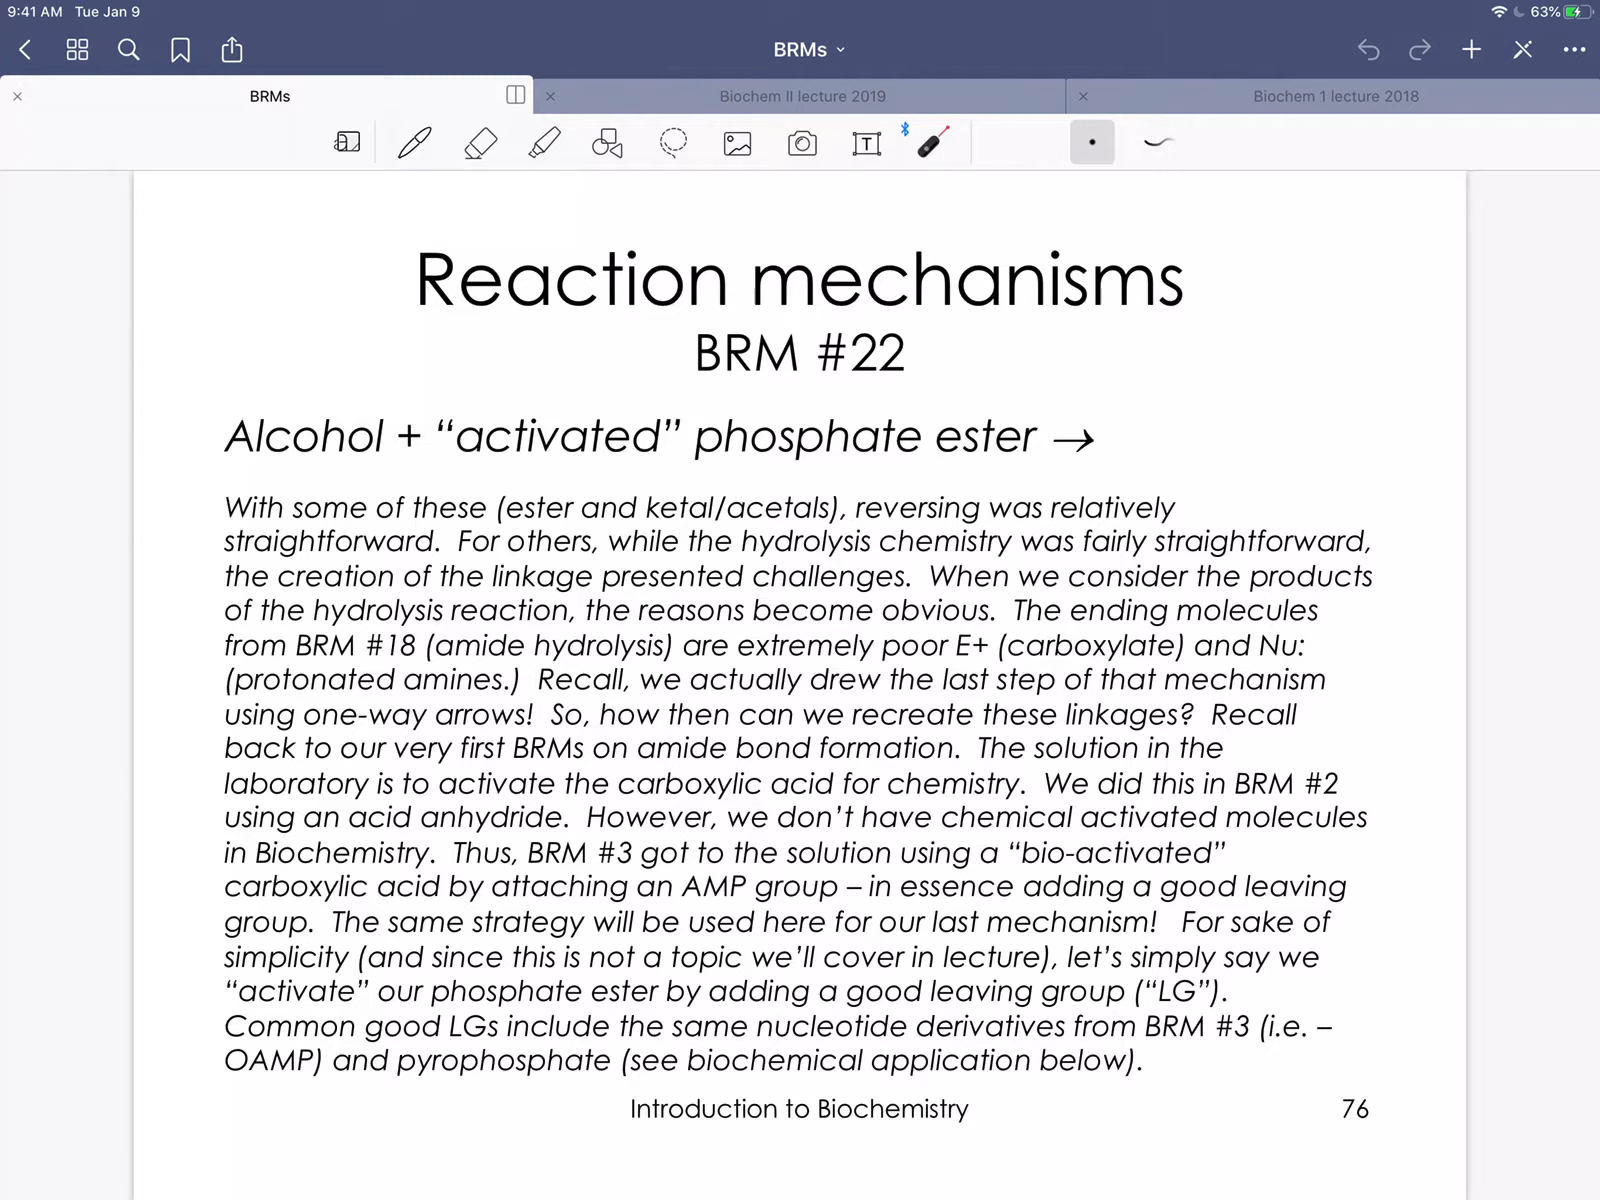 9:41 AM Tue Jan 9
63%
BRMs
BRMs
Biochem II lecture 2019
Biochem 1 lecture 2018
Reaction mechanisms
BRM #22
Alcohol + “activated” phosphate ester →
With some of these (ester and ketal/acetals), reversing was relatively
straightforward. For others, while the hydrolysis chemistry was fairly straightforward,
the creation of the linkage presented challenges. When we consider the products
of the hydrolysis reaction, the reasons become obvious. The ending molecules
from BRM #18 (amide hydrolysis) are extremely poor E+ (carboxylate) and Nu:
(protonated amines.) Recall, we actually drew the last step of that mechanism
using one-way arrows! So, how then can we recreate these linkages? Recall
back to our very first BRMs on amide bond formation. The solution in the
laboratory is to activate the carboxylic acid for chemistry. We did this in BRM #2
using an acid anhydride. However, we don’t have chemical activated molecules
in Biochemistry. Thus, BRM #3 got to the solution using a “bio-activated”
carboxylic acid by attaching an AMP group – in essence adding a good leaving
group. The same strategy will be used here for our last mechanism! For sake of
simplicity (and since this is not a topic we’ll cover in lecture), let’s simply say we
“activate” our phosphate ester by adding a good leaving group (“LG”).
Common good LGs include the same nucleotide derivatives from BRM #3 (i.e. –
OAMP) and pyrophosphate (see biochemical application below).
Introduction to Biochemistry
76